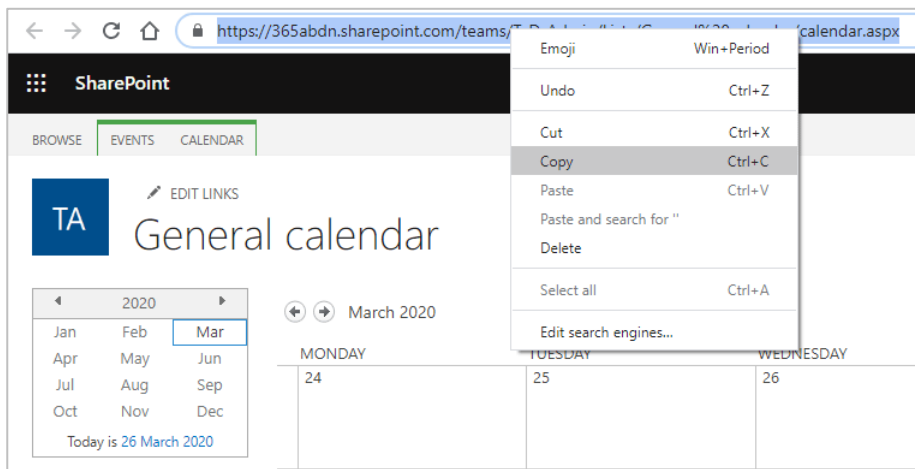 https://365abdn.sharepoint.com/teams/ /calendar.aspx
SharePoint
BROWSE EVENTS CALENDAR
TA
EDIT LINKS
General calendar
2020
Jan Feb Mar
Apr May Jun
Jul Aug Sep
Oct Nov Dec
Today is 26 March 2020
March 2020
MONDAY TUESDAY WEDNESDAY
24 25 26
Emoji Win+Period
Undo Ctrl+Z
Cut Ctrl+X
Copy Ctrl+C
Paste Ctrl+V
Paste and search for "
Delete
Select all Ctrl+A
Edit search engines...